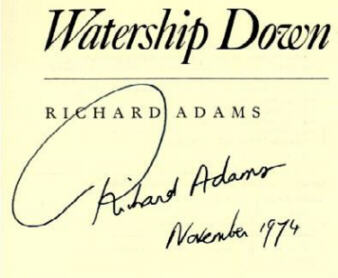 Watership Down
RICHARD ADAMS
Richard Adams
November 1974